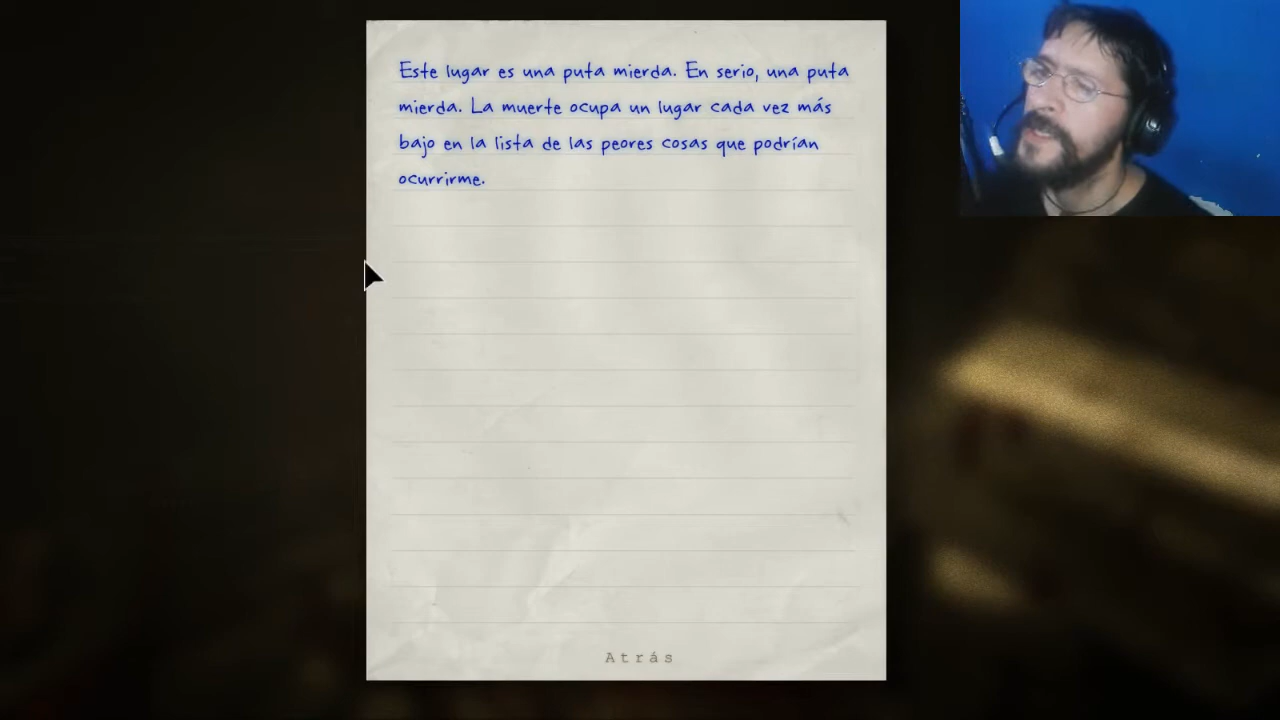 Este lugar es una puta mierda. En serio, una puta
mierda. La muerte ocupa un lugar cada vez más
bajo en la lista de las peores cosas que podrían
ocurrirme.
Atrás